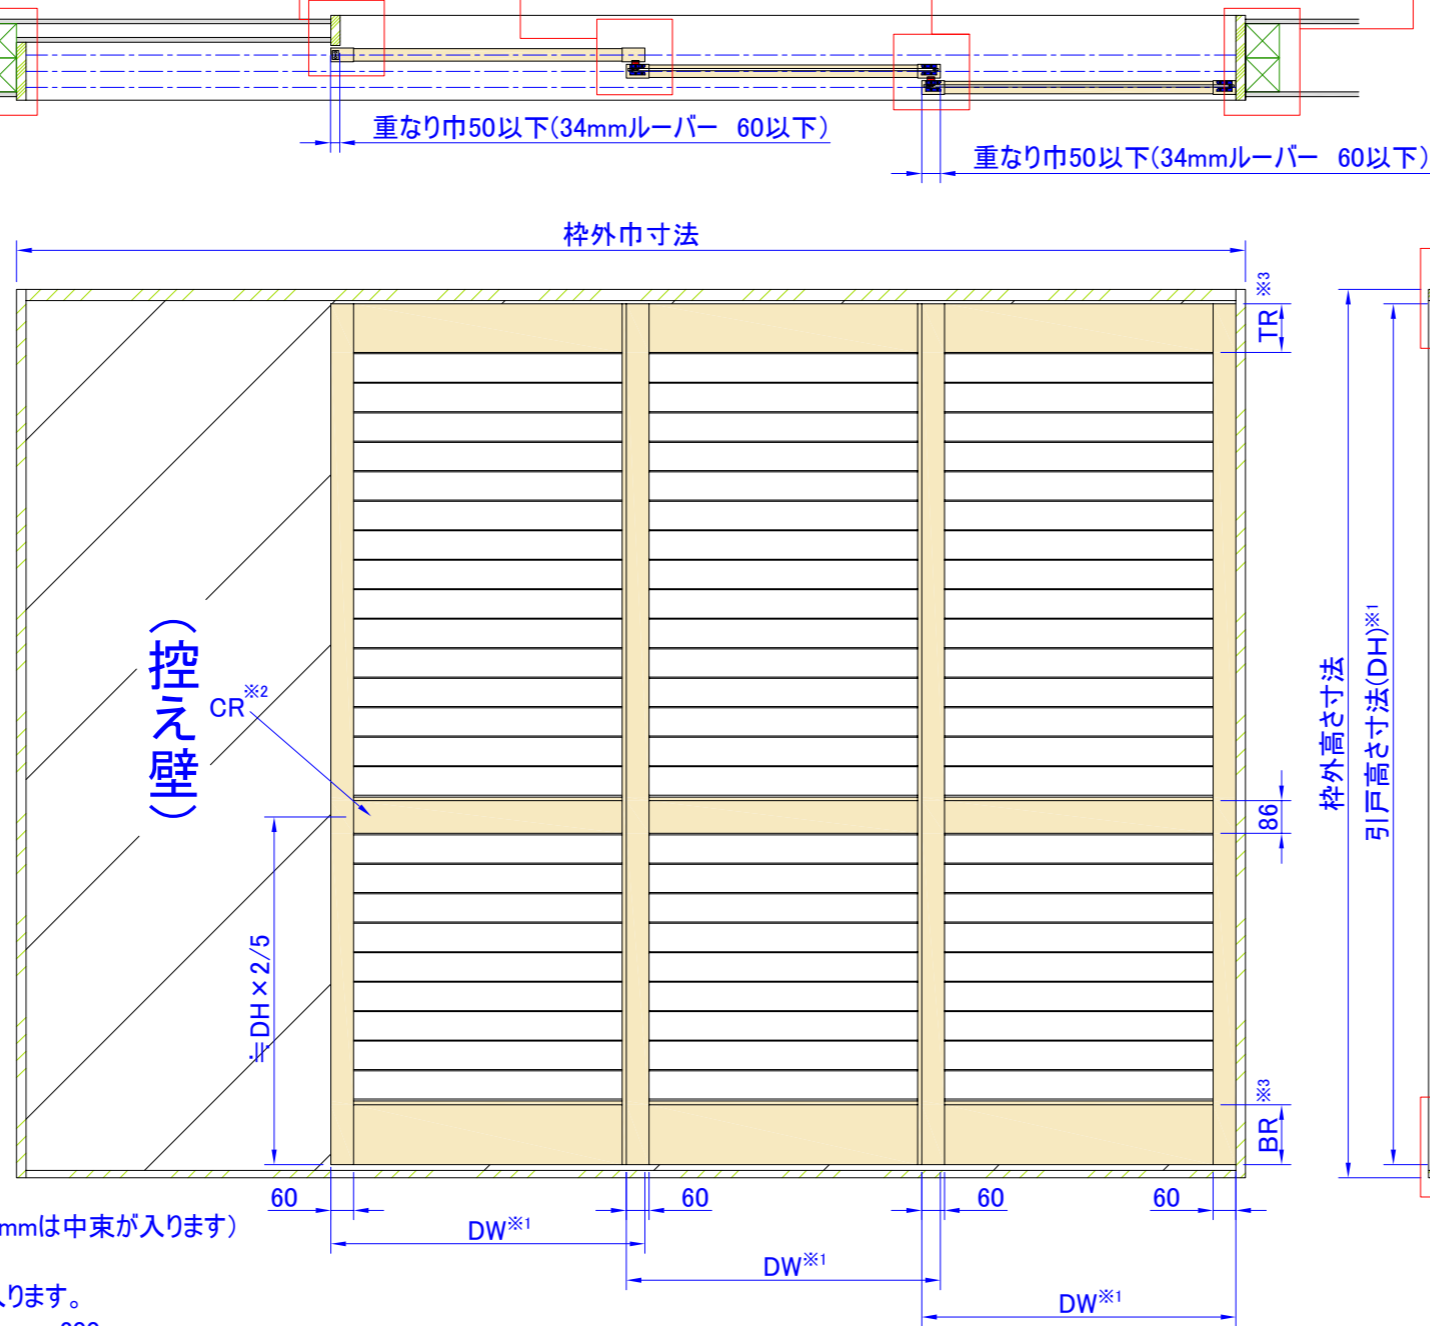 重なり巾50以下(34mmルーバー 60以下)
重なり巾50以下(34mmルーバー 60以下)
枠外巾寸法
TR※3
(控え壁)
CR※2
≒DH×2/5
86
枠外高さ寸法
引戸高さ寸法(DH)※1
BR※3
60
60
60
60
mmは中束が入ります)
DW※1
DW※1
DW※1
ります。